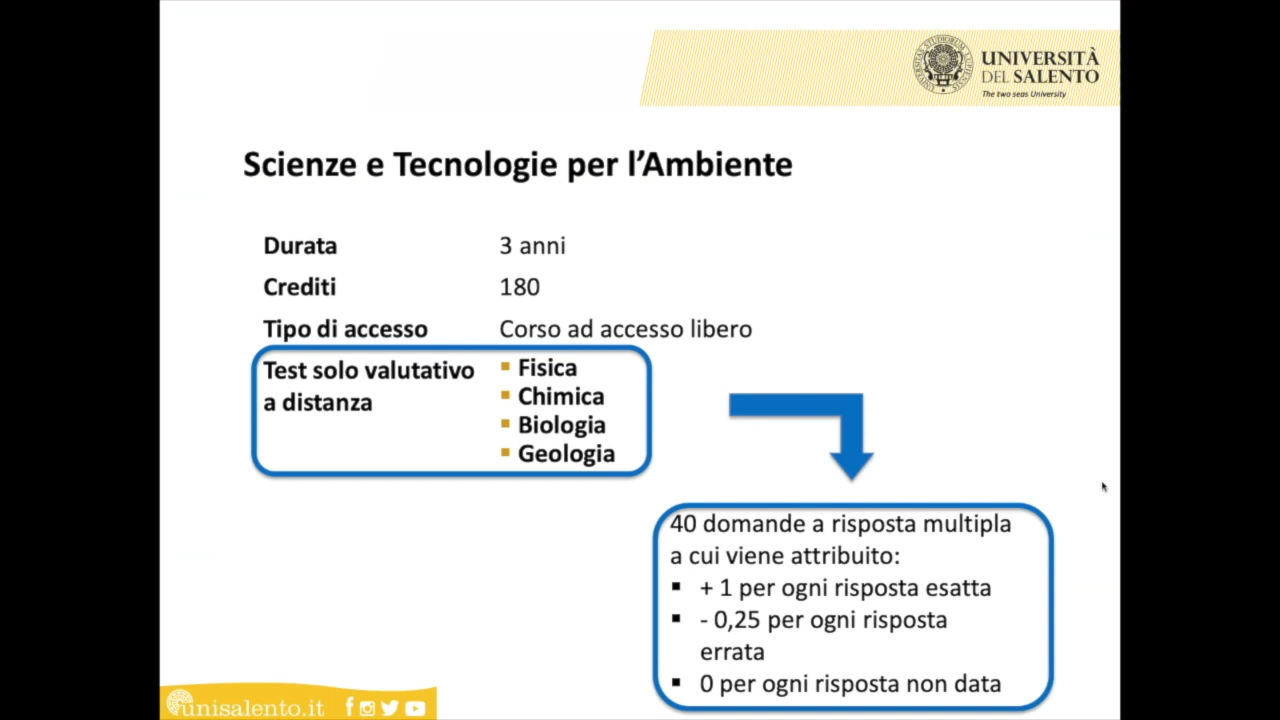 UNIVERSITÀ
DEL SALENTO
The two seas University
Scienze e Tecnologie per l'Ambiente
Durata 3 anni
Crediti 180
Tipo di accesso Corso ad accesso libero
Test solo valutativo
a distanza
▪ Fisica
▪ Chimica
▪ Biologia
▪ Geologia
40 domande a risposta multipla
a cui viene attribuito:
▪ + 1 per ogni risposta esatta
▪ - 0,25 per ogni risposta
errata
▪ 0 per ogni risposta non data
unisalento.it